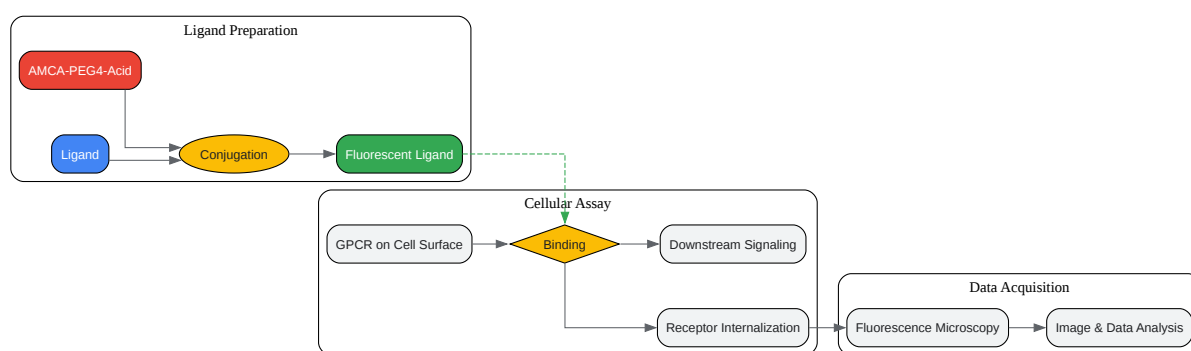 Ligand Preparation
AMCA-PEG4-Acid
Ligand
Conjugation
Fluorescent Ligand
Cellular Assay
GPCR on Cell Surface
Binding
Downstream Signaling
Receptor Internalization
Data Acquisition
Fluorescence Microscopy
Image & Data Analysis